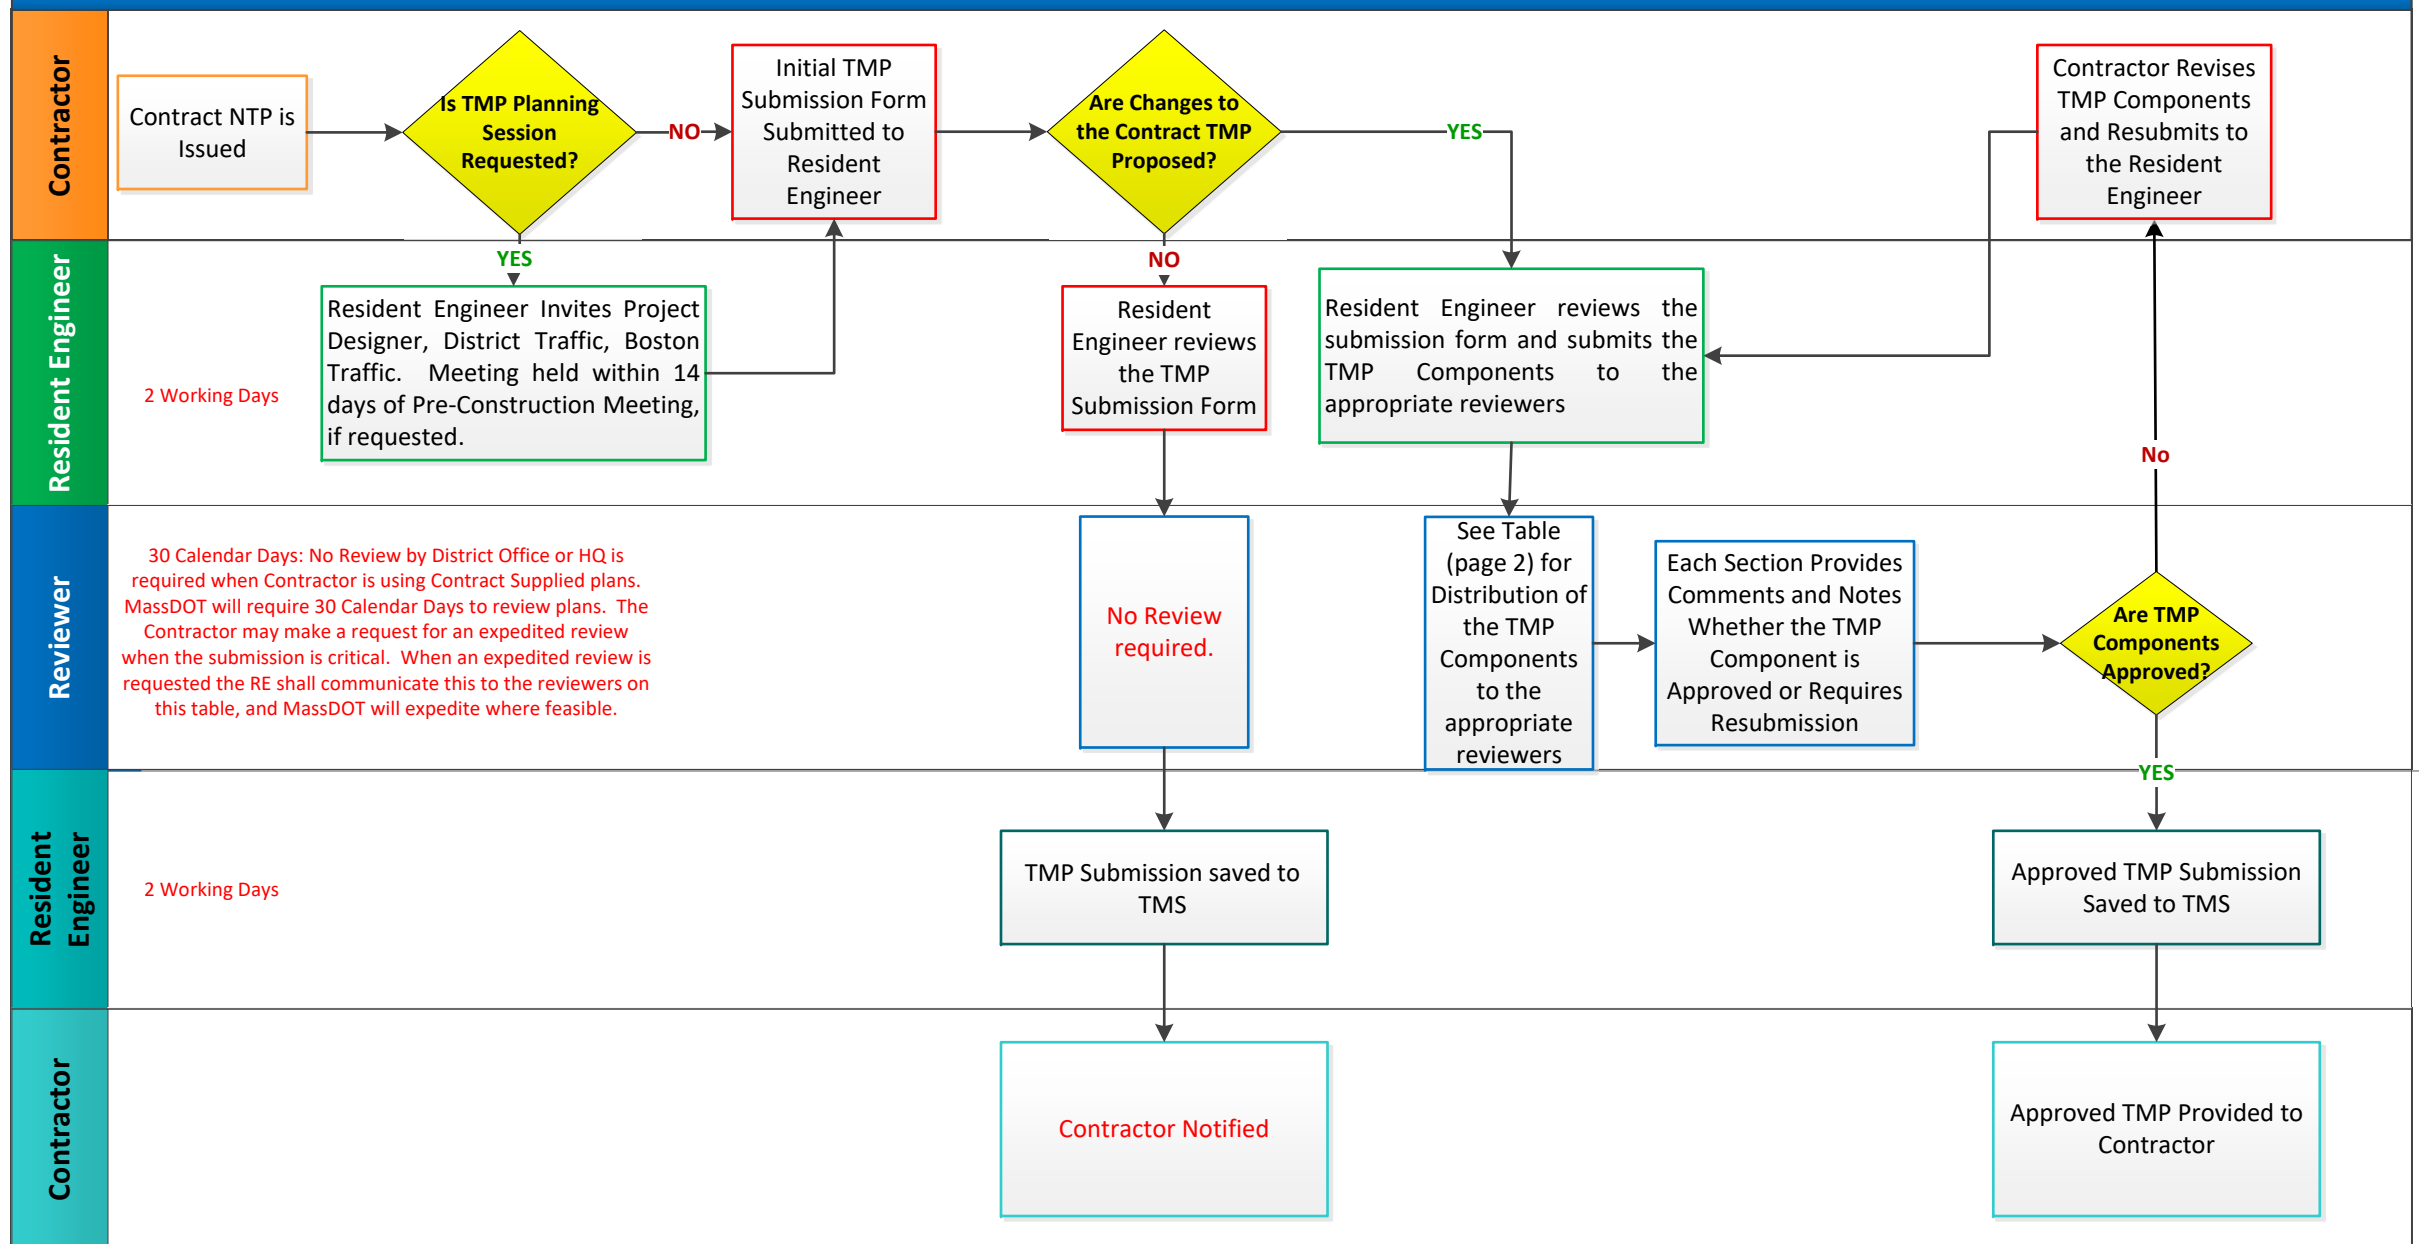 Contractor
Contract NTP is
Issued
Is TMP Planning
Session
Requested?
NO
Initial TMP
Submission Form
Submitted to
Resident
Engineer
Are Changes to
the Contract TMP
Proposed?
YES
Contractor Revises
TMP Components
and Resubmits to
the Resident
Engineer
Resident Engineer
2 Working Days
YES
Resident Engineer Invites Project
Designer, District Traffic, Boston
Traffic. Meeting held within 14
days of Pre-Construction Meeting,
if requested.
NO
Resident
Engineer reviews
the TMP
Submission Form
Resident Engineer reviews the
submission form and submits the
TMP Components to the
appropriate reviewers
No
Reviewer
30 Calendar Days: No Review by District Office or HQ is
required when Contractor is using Contract Supplied plans.
MassDOT will require 30 Calendar Days to review plans. The
Contractor may make a request for an expedited review
when the submission is critical. When an expedited review is
requested the RE shall communicate this to the reviewers on
this table, and MassDOT will expedite where feasible.
No Review
required.
See Table
(page 2) for
Distribution of
the TMP
Components
to the
appropriate
reviewers
Each Section Provides
Comments and Notes
Whether the TMP
Component is
Approved or Requires
Resubmission
Are TMP
Components
Approved?
YES
Resident
Engineer
2 Working Days
TMP Submission saved to
TMS
Approved TMP Submission
Saved to TMS
Contractor
Contractor Notified
Approved TMP Provided to
Contractor